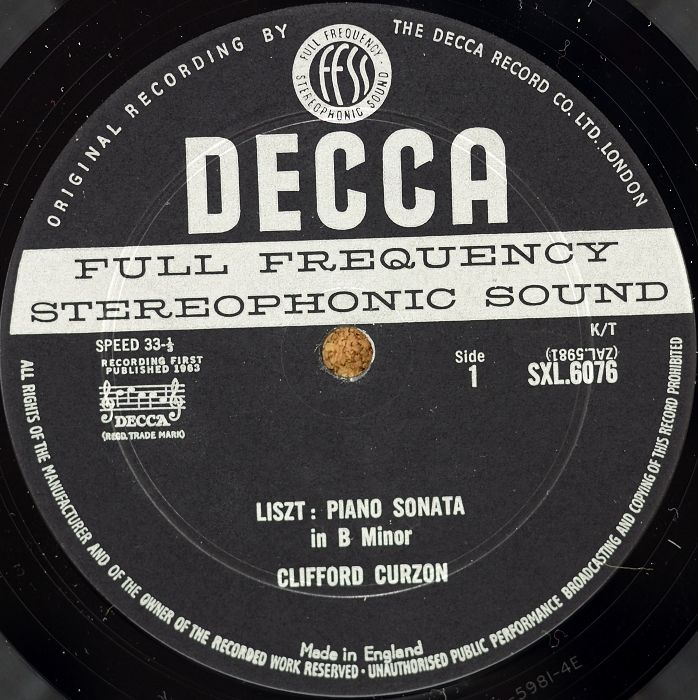 ORIGINAL RECORDING BY THE DECCA RECORD CO. LTD. LONDON
FULL FREQUENCY
FFSS
STEREOPHONIC SOUND
DECCA
FULL FREQUENCY
STEREOPHONIC SOUND
SPEED 33-⅓
K/T
RECORDING FIRST
PUBLISHED 1963
Side
1
(ZAL.5981)
SXL.6076
DECCA
(REGD. TRADE MARK)
LISZT: PIANO SONATA
in B Minor
CLIFFORD CURZON
Made in England
ALL RIGHTS OF THE MANUFACTURER AND OF THE OWNER OF THE RECORDED WORK RESERVED · UNAUTHORISED PUBLIC PERFORMANCE BROADCASTING AND COPYING OF THIS RECORD PROHIBITED
5981-4E